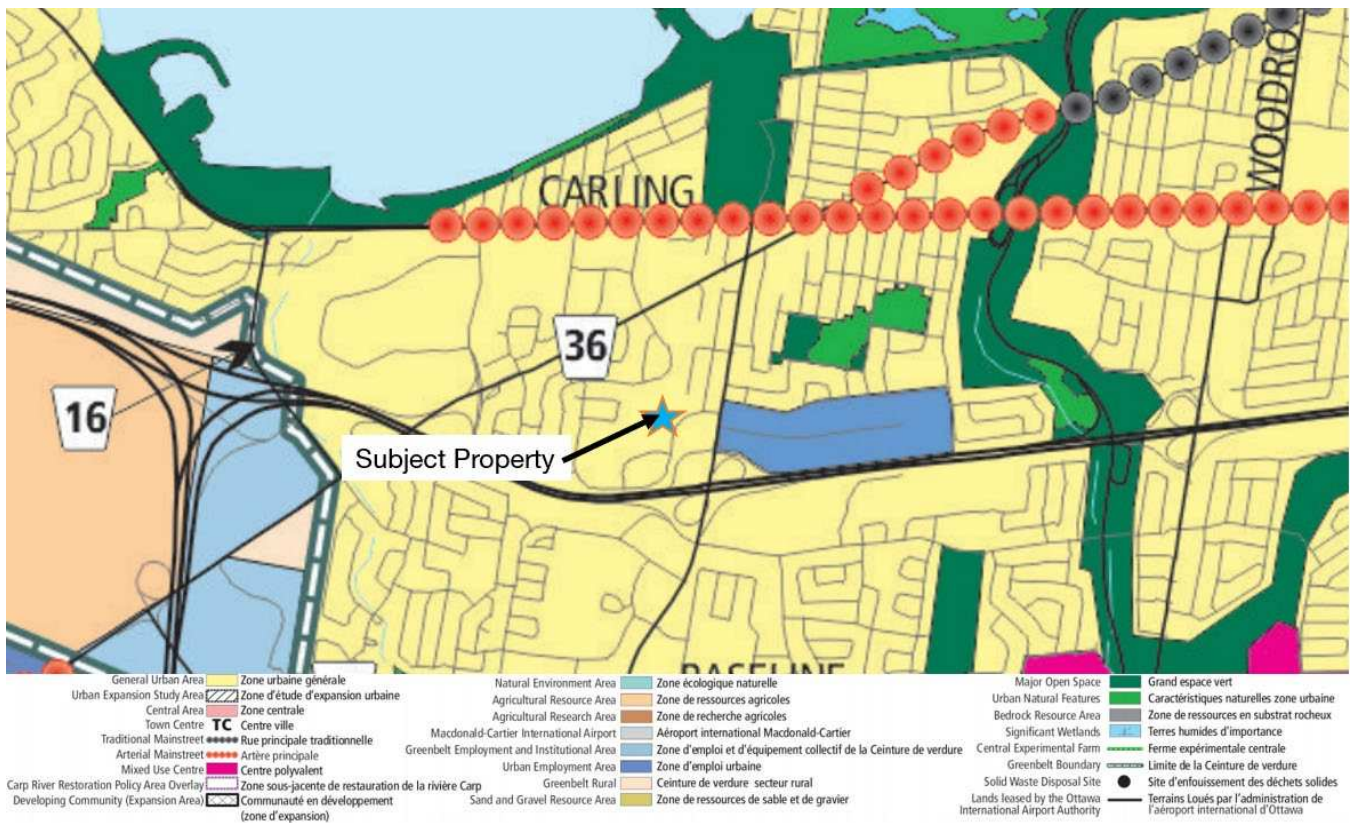 WOODRO
CARLING
36
16
Subject Property
BASELINE
General Urban Area Zone urbaine générale
Urban Expansion Study Area Zone d'étude d'expansion urbaine
Central Area Zone centrale
Town Centre TC Centre ville
Traditional Mainstreet Rue principale traditionnelle
Arterial Mainstreet Artère principale
Mixed Use Centre Centre polyvalent
Carp River Restoration Policy Area Overlay Zone sous-jacente de restauration de la rivière Carp
Developing Community (Expansion Area) Communauté en développement
(zone d'expansion)
Natural Environment Area Zone écologique naturelle
Agricultural Resource Area Zone de ressources agricoles
Agricultural Research Area Zone de recherche agricoles
Macdonald-Cartier International Airport Aéroport international Macdonald-Cartier
Greenbelt Employment and Institutional Area Zone d'emploi et d'équipement collectif de la Ceinture de verdure
Urban Employment Area Zone d'emploi urbaine
Greenbelt Rural Ceinture de verdure secteur rural
Sand and Gravel Resource Area Zone de ressources de sable et de gravier
Major Open Space Grand espace vert
Urban Natural Features Caractéristiques naturelles zone urbaine
Bedrock Resource Area Zone de ressources en substrat rocheux
Significant Wetlands Terres humides d'importance
Central Experimental Farm Ferme expérimentale centrale
Greenbelt Boundary Limite de la Ceinture de verdure
Solid Waste Disposal Site Site d'enfouissement des déchets solides
Lands leased by the Ottawa Terrains Loués par l'administration de
International Airport Authority l'aéroport international d'Ottawa